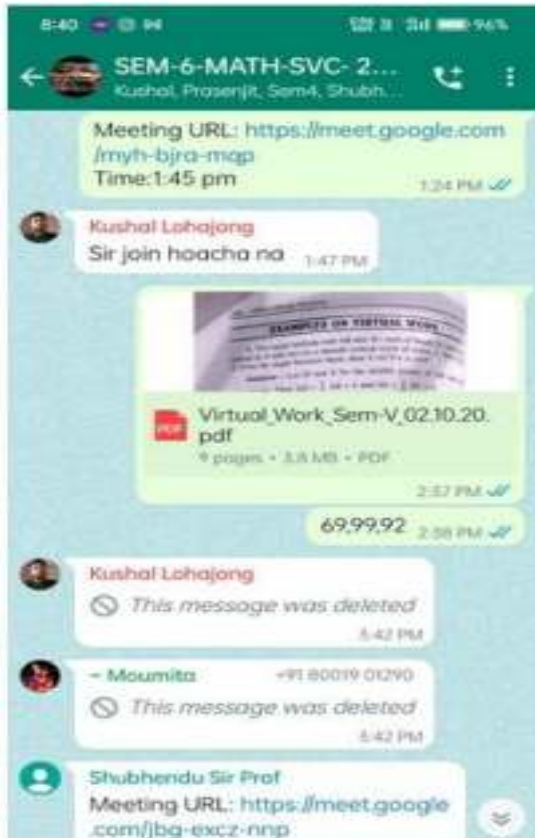 8:40
96%
SEM-6-MATH-SVC- 2...
Kushal, Prasenjit, Sem4, Shubh...
Meeting URL: https://meet.google.com
/myh-bjra-mqp
Time:1:45 pm
1:24 PM
Kushal Lohajong
Sir join hoacha na
1:47 PM
EXAMPLES ON VIRTUAL WORK
PDF
Virtual_Work_Sem-V_02.10.20.
pdf
9 pages • 3.8 MB • PDF
2:57 PM
69,99,92
2:58 PM
Kushal Lohajong
This message was deleted
5:42 PM
~ Moumita
+91 80019 01290
This message was deleted
5:42 PM
Shubhendu Sir Prof
Meeting URL: https://meet.google
.com/jbg-excz-nnp